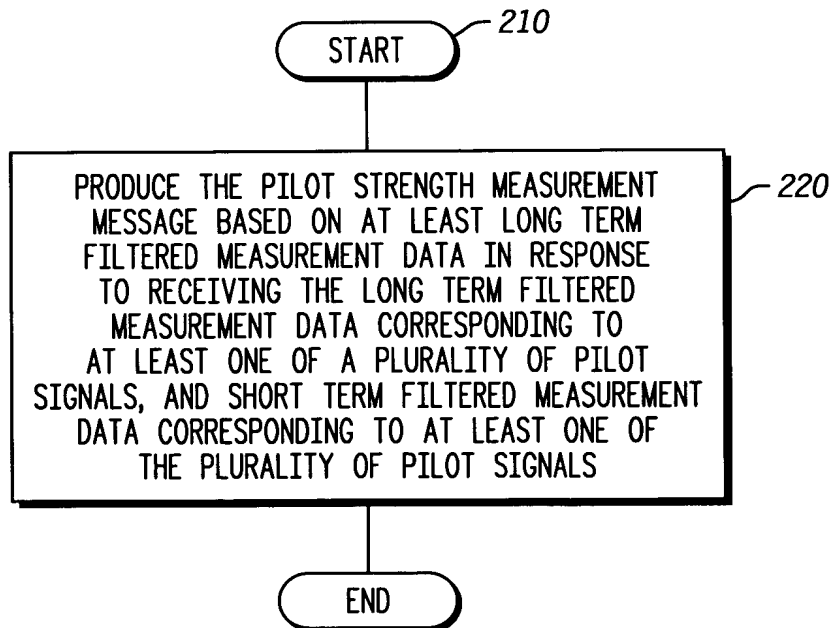 START
210
PRODUCE THE PILOT STRENGTH MEASUREMENT
MESSAGE BASED ON AT LEAST LONG TERM
FILTERED MEASUREMENT DATA IN RESPONSE
TO RECEIVING THE LONG TERM FILTERED
MEASUREMENT DATA CORRESPONDING TO
AT LEAST ONE OF A PLURALITY OF PILOT
SIGNALS, AND SHORT TERM FILTERED MEASUREMENT
DATA CORRESPONDING TO AT LEAST ONE OF
THE PLURALITY OF PILOT SIGNALS
220
END